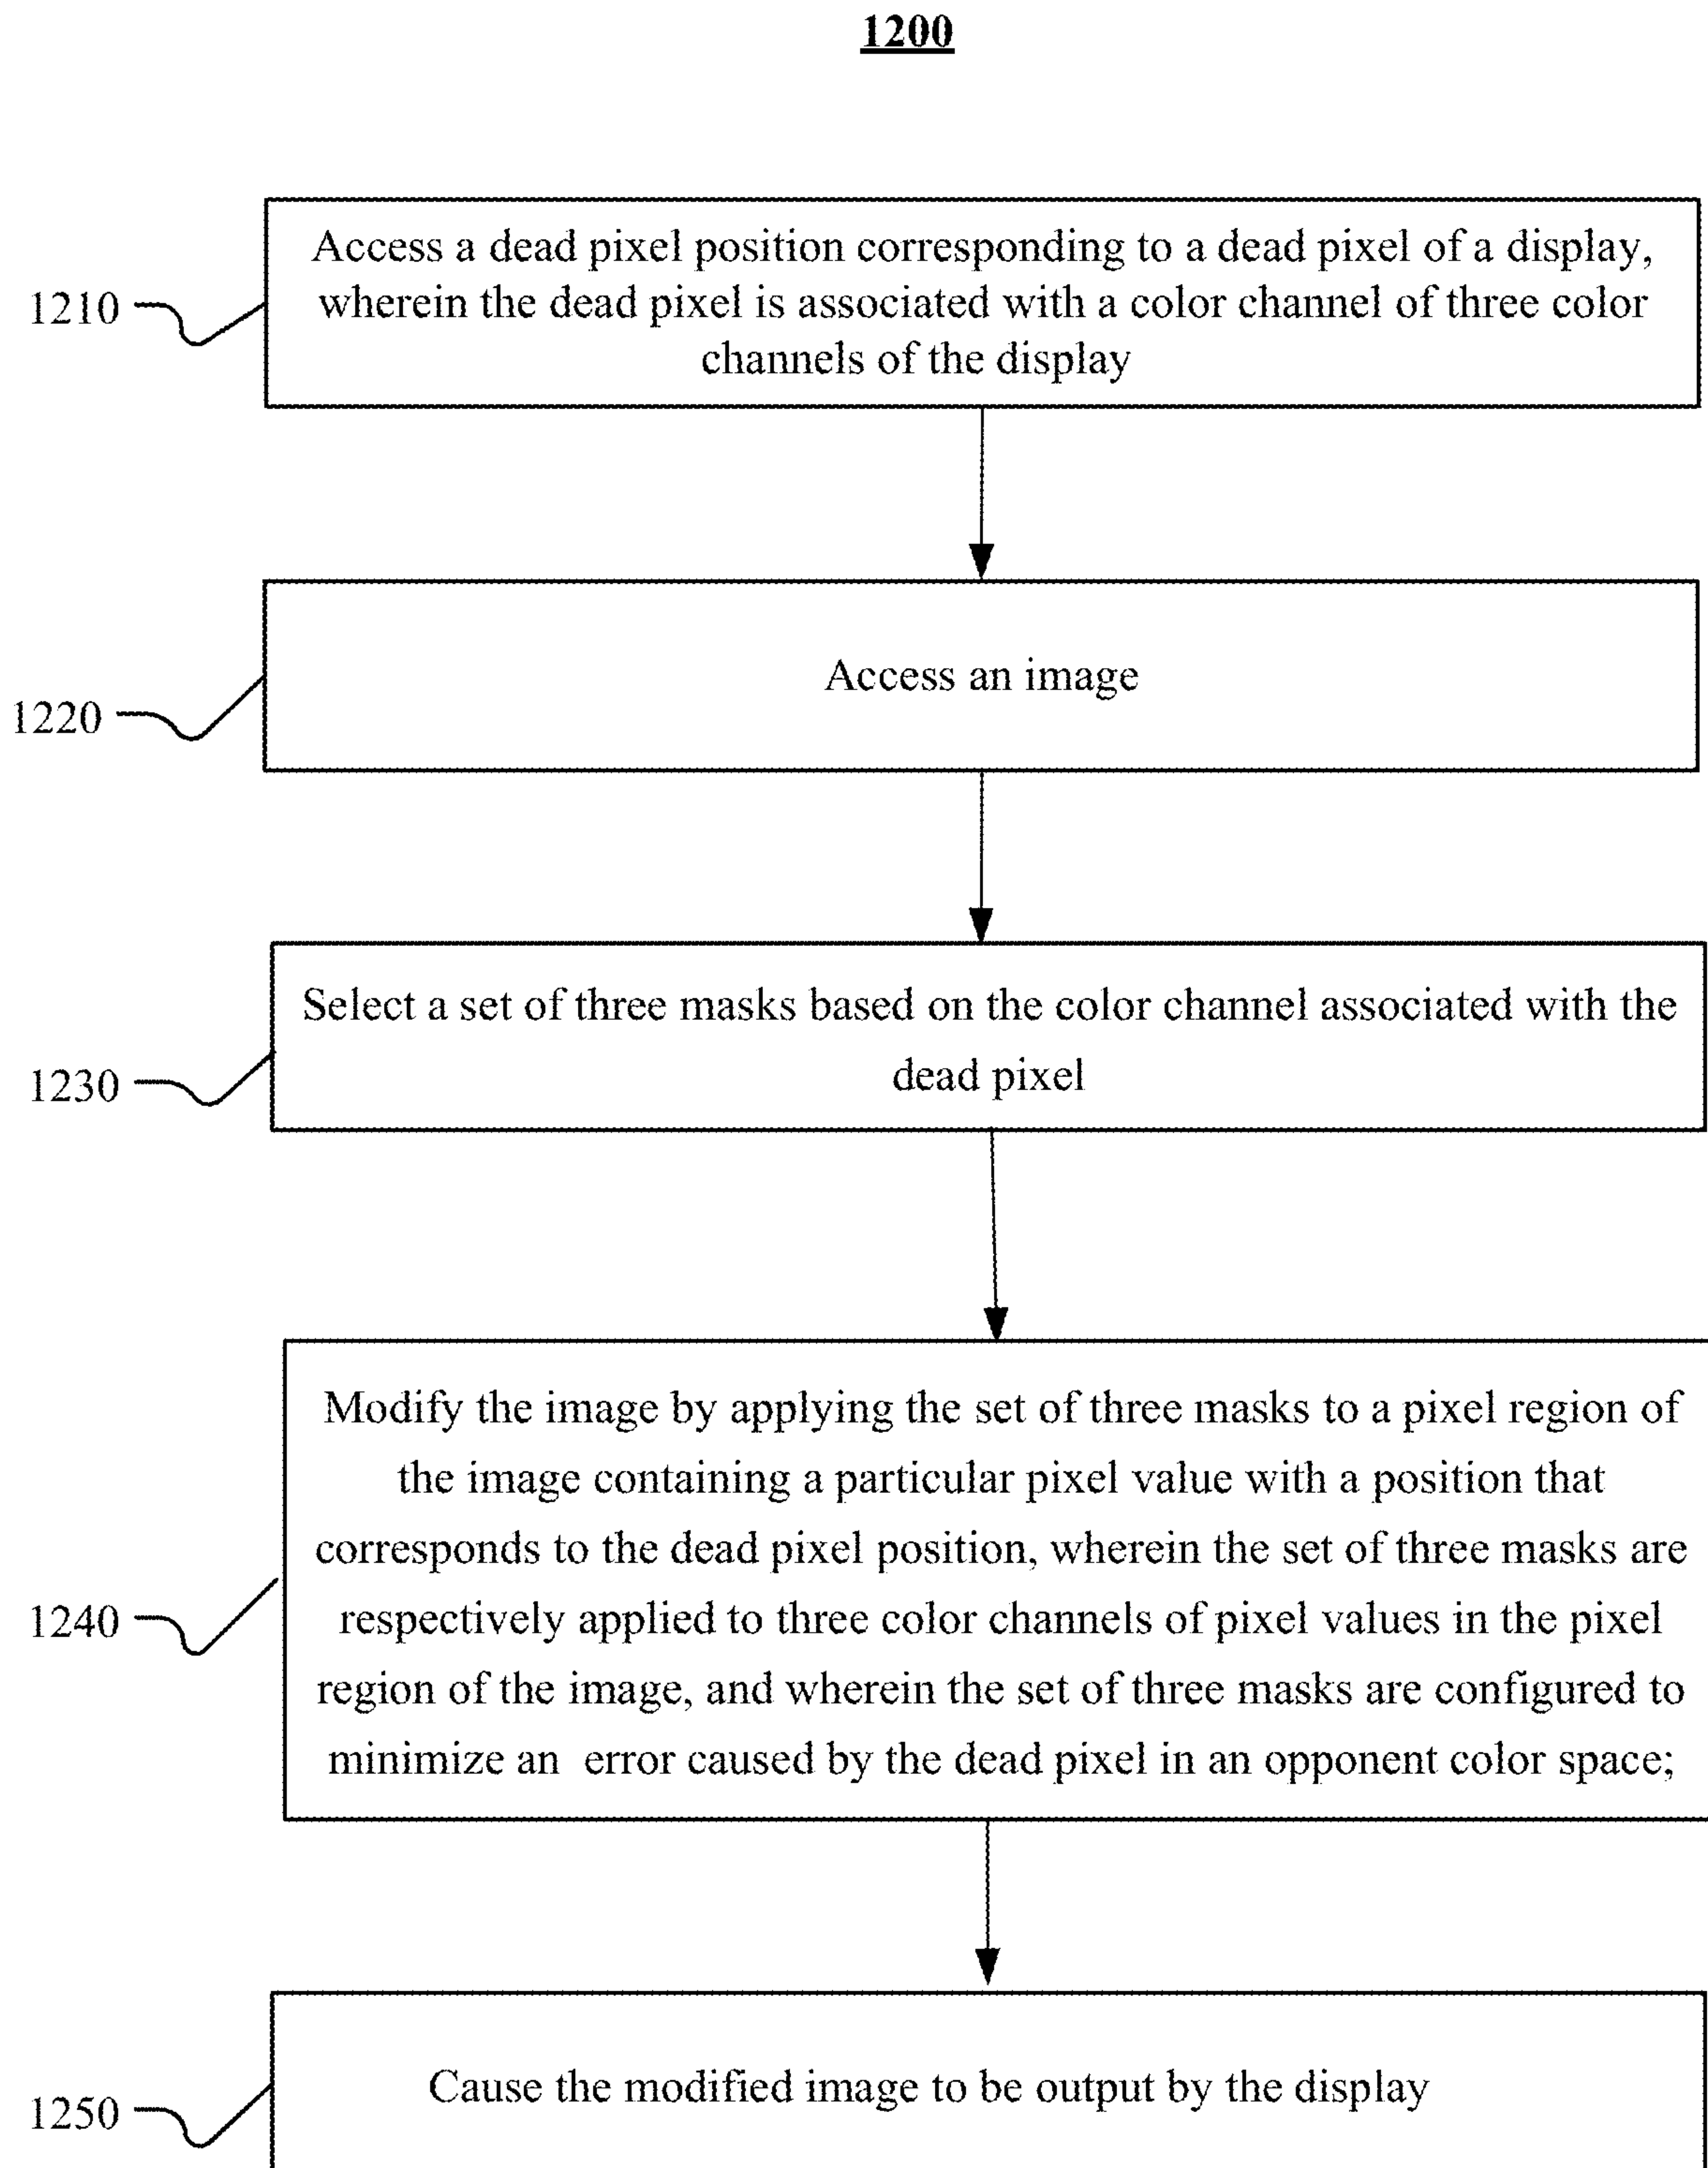 1200
1210
Access a dead pixel position corresponding to a dead pixel of a display,
wherein the dead pixel is associated with a color channel of three color
channels of the display
1220
Access an image
1230
Select a set of three masks based on the color channel associated with the
dead pixel
1240
Modify the image by applying the set of three masks to a pixel region of
the image containing a particular pixel value with a position that
corresponds to the dead pixel position, wherein the set of three masks are
respectively applied to three color channels of pixel values in the pixel
region of the image, and wherein the set of three masks are configured to
minimize an error caused by the dead pixel in an opponent color space;
1250
Cause the modified image to be output by the display